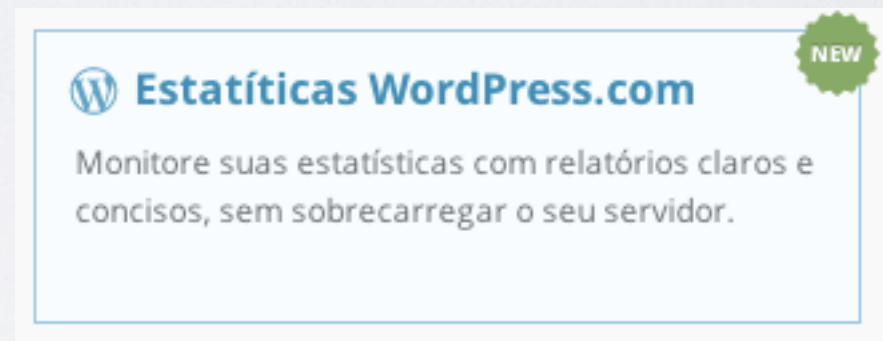 NEW
Estatíticas WordPress.com
Monitore suas estatísticas com relatórios claros e
concisos, sem sobrecarregar o seu servidor.